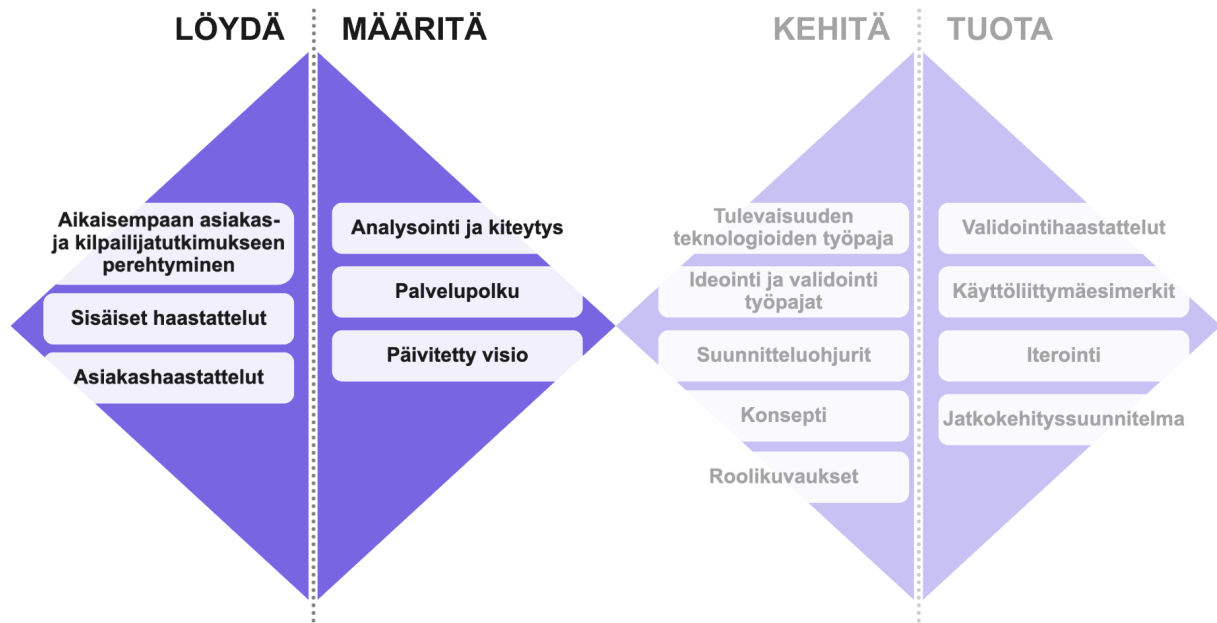 LÖYDÄ
MÄÄRITÄ
KEHITÄ
TUOTA
Aikaisempaan asiakas-
ja kilpailijatutkimukseen
perehtyminen
Sisäiset haastattelut
Asiakashaastattelut
Analysointi ja kiteytys
Palvelupolku
Päivitetty visio
Tulevaisuuden
teknologioiden työpaja
Ideointi ja validointi
työpajat
Suunnitteluohjurit
Konsepti
Roolikuvaukset
Validointihaastattelut
Käyttöliittymäesimerkit
Iterointi
Jatkokehityssuunnitelma